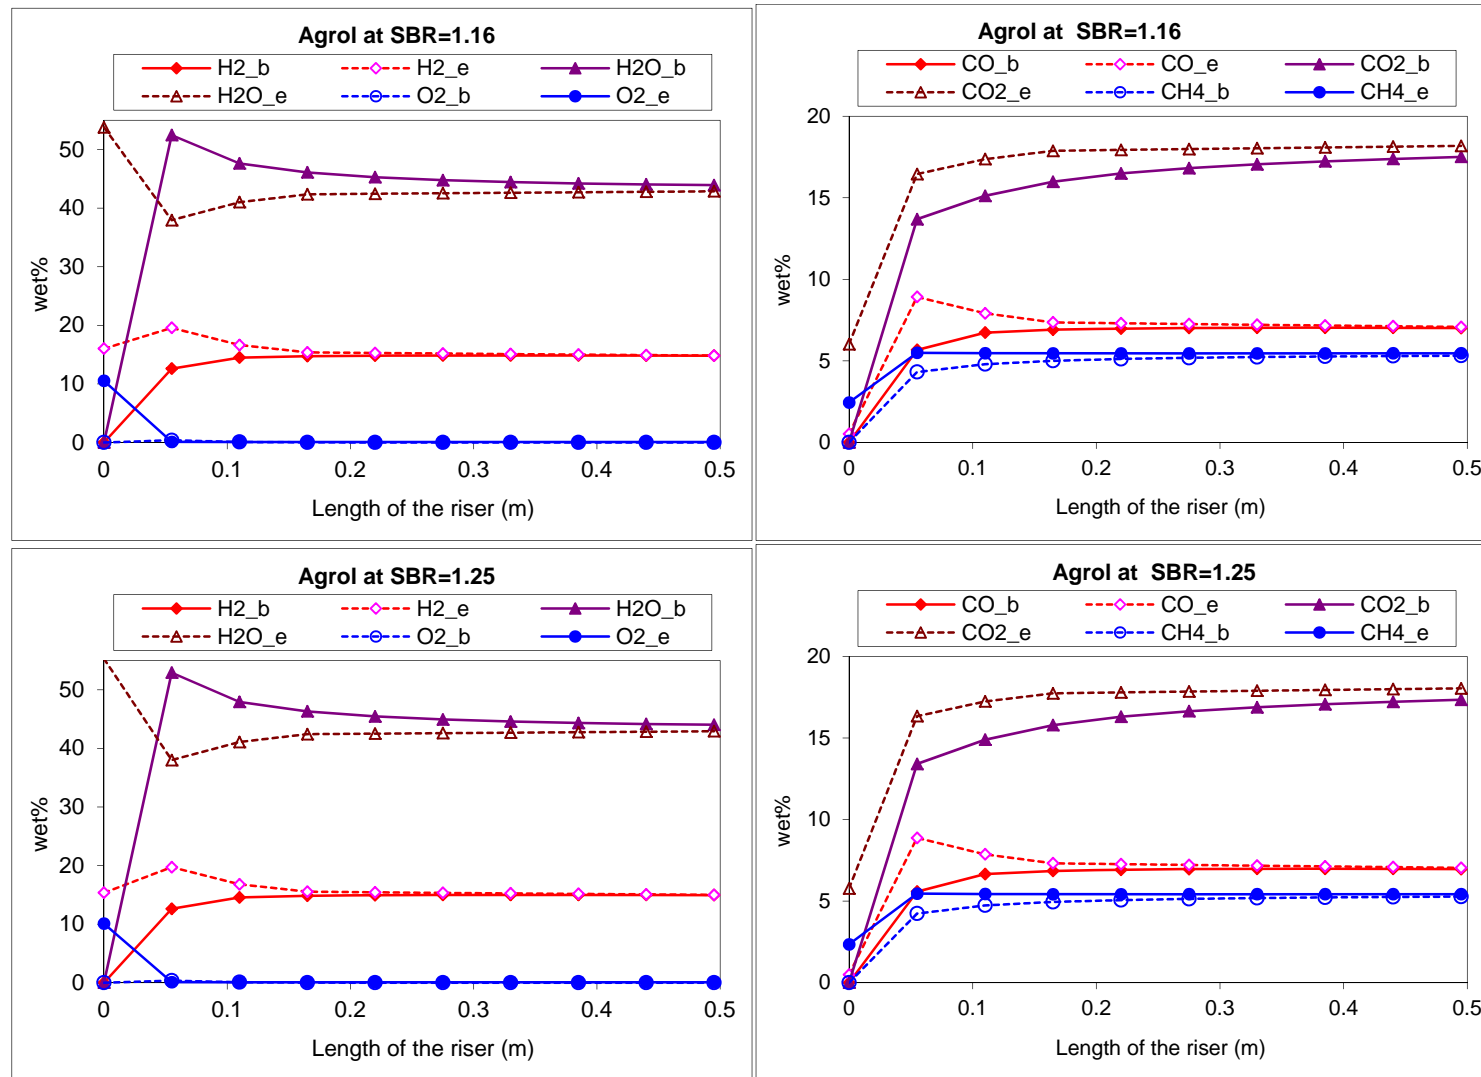 Agrol at SBR=1.16
H2_b H2_e H2O_b
H2O_e O2_b O2_e
50
40
30
20
10
0
wet%
0 0.1 0.2 0.3 0.4 0.5
Length of the riser (m)
Agrol at SBR=1.16
CO_b CO_e CO2_b
CO2_e CH4_b CH4_e
20
15
10
5
0
wet%
0 0.1 0.2 0.3 0.4 0.5
Length of the riser (m)
Agrol at SBR=1.25
H2_b H2_e H2O_b
H2O_e O2_b O2_e
50
40
30
20
10
0
wet%
0 0.1 0.2 0.3 0.4 0.5
Length of the riser (m)
Agrol at SBR=1.25
CO_b CO_e CO2_b
CO2_e CH4_b CH4_e
20
15
10
5
0
wet%
0 0.1 0.2 0.3 0.4 0.5
Length of the riser (m)